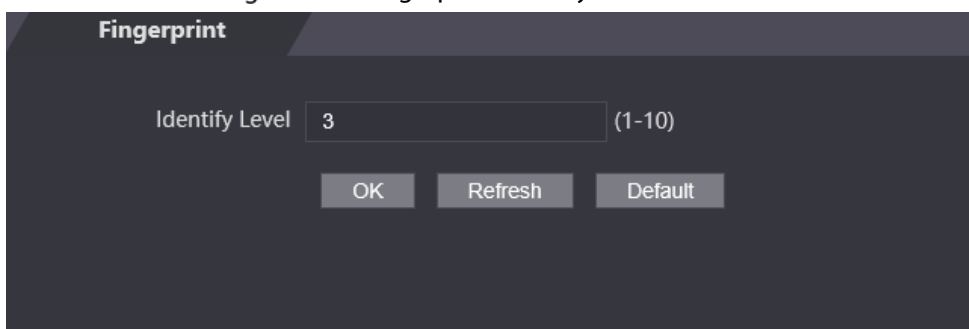 Fingerprint
Identify Level 3 (1-10)
OK Refresh Default